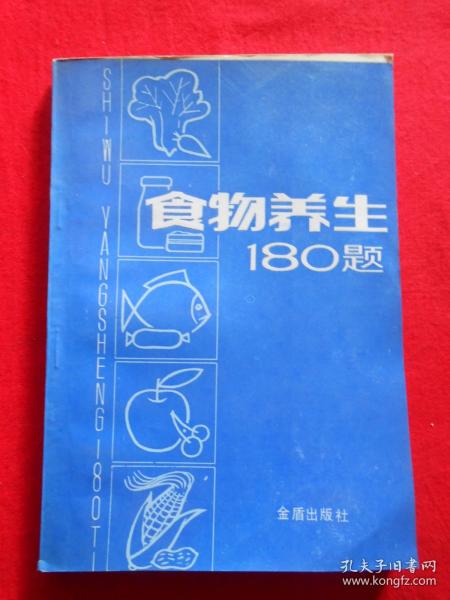 SHIWU YANGSHENG 180TI
食物养生
180题
金盾出版社
孔夫子旧书网
www.kongfz.com